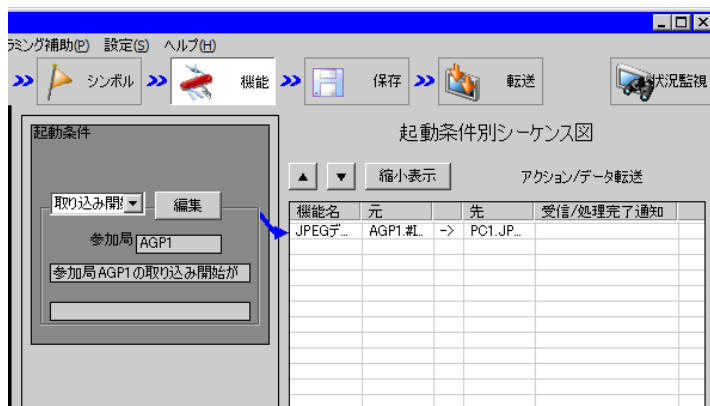 ラミング補助(P) 設定(S) ヘルプ(H)
シンボル 機能 保存 転送 状況監視
起動条件
起動条件別シーケンス図
▲ ▼ 縮小表示 アクション/データ転送
取り込み開 編集
機能名 元 先 受信/処理完了通知
JPEGデ... AGP1.#I... -> PC1.JP...
参加局 AGP1
参加局AGP1の取り込み開始が